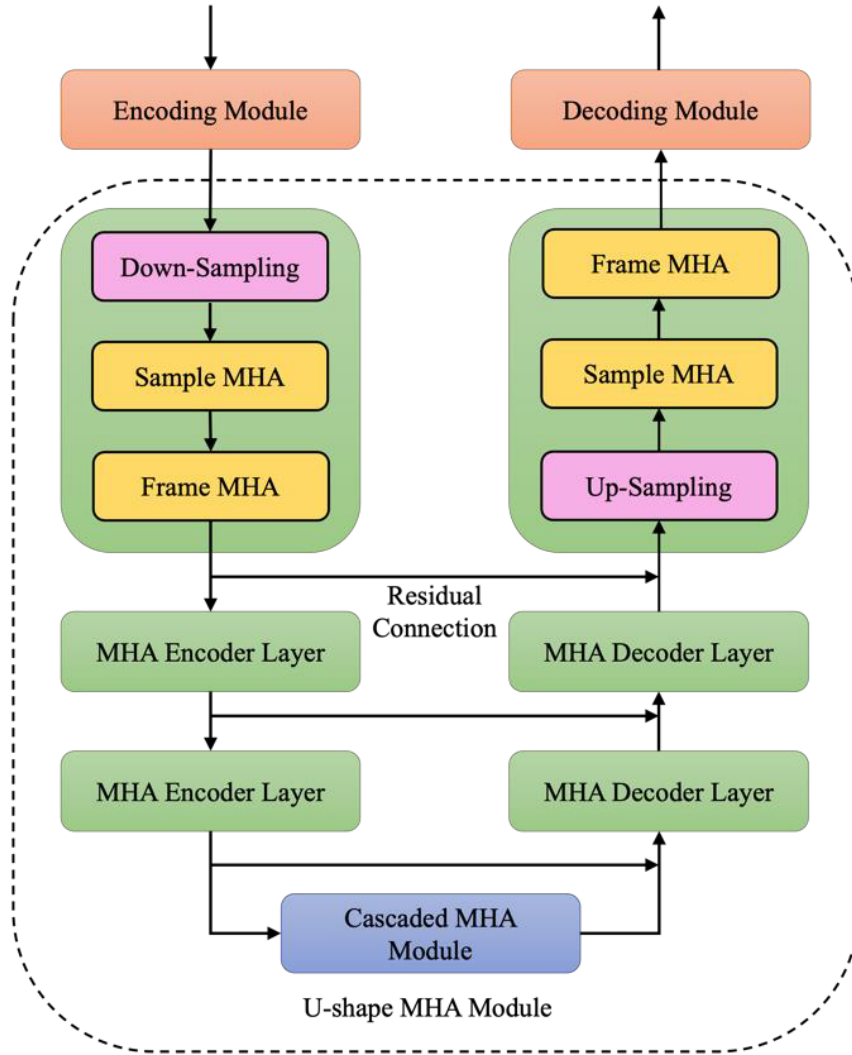 Encoding Module
Decoding Module
Down-Sampling
Sample MHA
Frame MHA
Frame MHA
Sample MHA
Up-Sampling
Residual
Connection
MHA Encoder Layer
MHA Decoder Layer
MHA Encoder Layer
MHA Decoder Layer
Cascaded MHA
Module
U-shape MHA Module